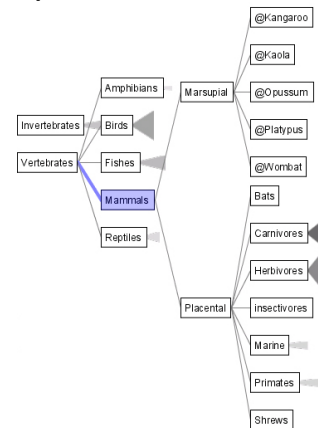 Invertebrates
Vertebrates
Amphibians
Birds
Fishes
Mammals
Reptiles
Marsupial
Placental
@Kangaroo
@Kaola
@Opussum
@Platypus
@Wombat
Bats
Carnivores
Herbivores
insectivores
Marine
Primates
Shrews